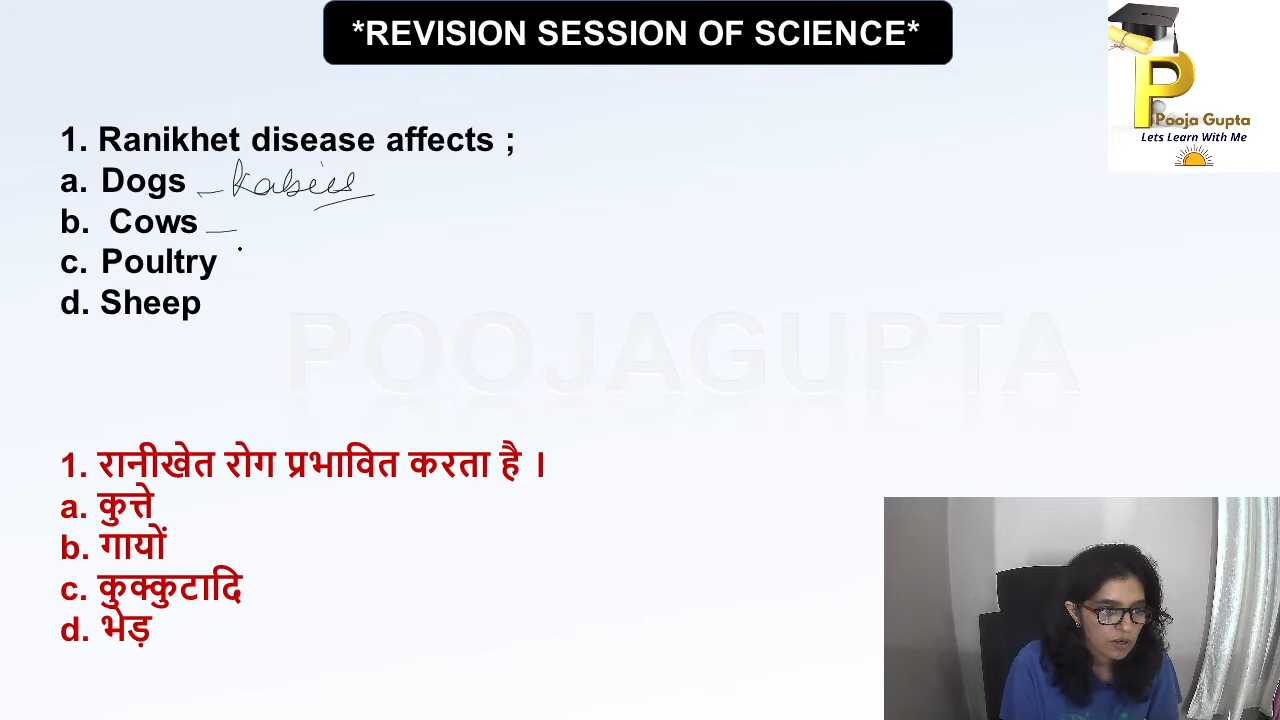 *REVISION SESSION OF SCIENCE*
P
Pooja Gupta
Lets Learn With Me
1. Ranikhet disease affects ;
a. Dogs - Rabies
b. Cows -
c. Poultry
d. Sheep
POOJAGUPTA
1. रानीखेत रोग प्रभावित करता है ।
a. कुत्ते
b. गायों
c. कुक्कुटादि
d. भेड़